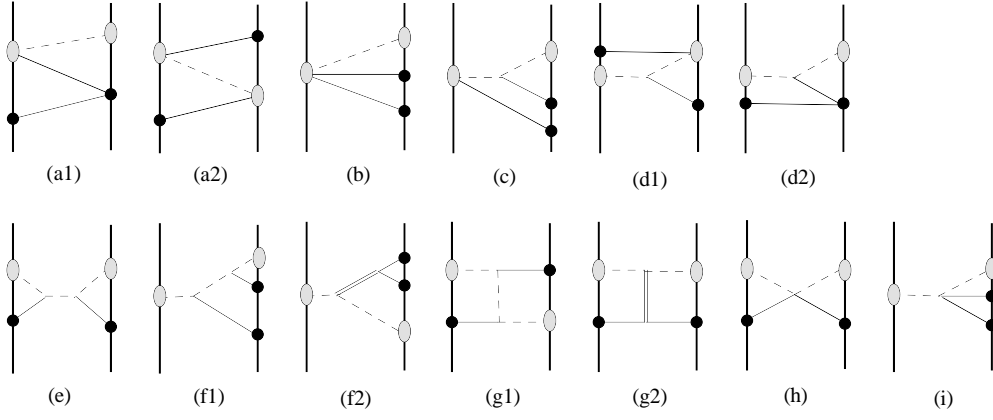 (a1) (a2) (b) (c) (d1) (d2)
(e) (f1) (f2) (g1) (g2) (h) (i)